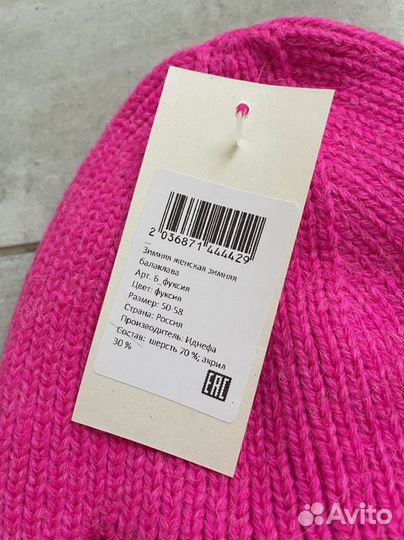 2 036871 444429
...
Зимняя женская зимняя
балаклава
Арт. 6_фуксия
Цвет: фуксия
Размер: 50-58
Страна: Россия
Производитель: Иднефа
Состав: шерсть 70 %; акрил
30 %
EAC
Avito